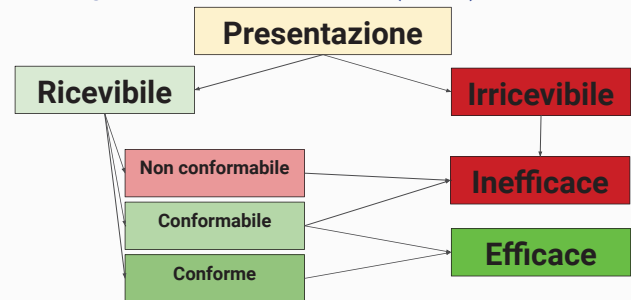 Presentazione
Ricevibile
Irricevibile
Non conformabile
Inefficace
Conformabile
Efficace
Conforme